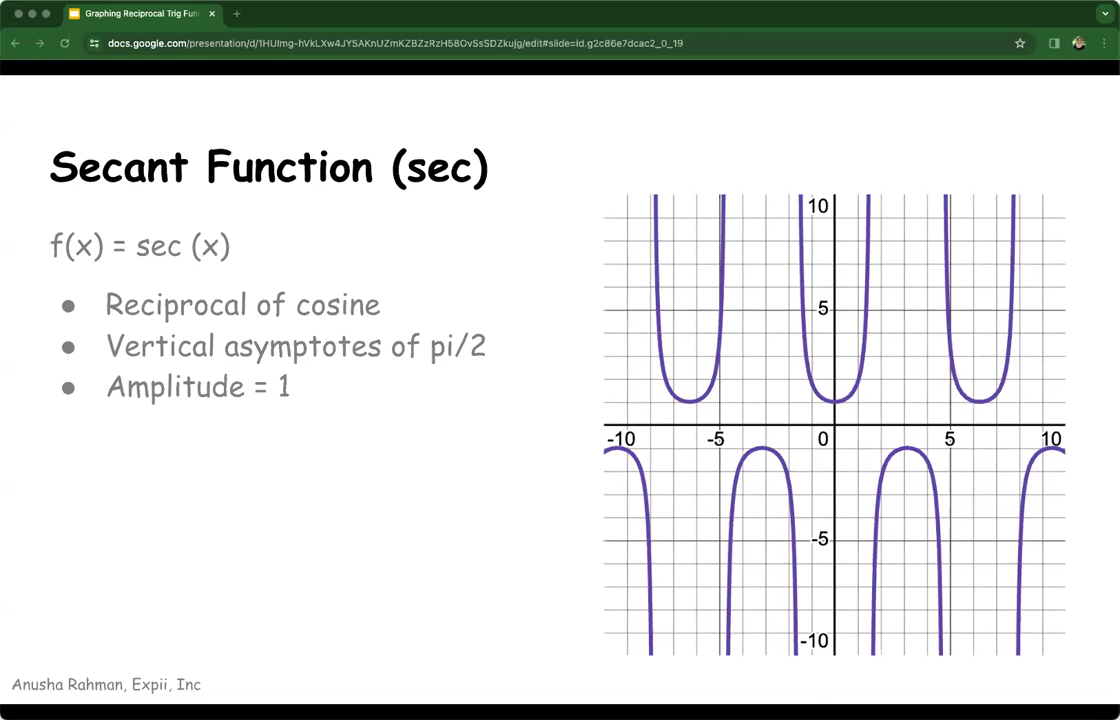 Graphing Reciprocal Trig Fun
docs.google.com/presentation/d/1HUlmg-hVkLXw4JYSAKnUZmKZBZzRzH58OvSsSDZkujg/edit#slide=id.g2c86e7dcac2_0_19
Secant Function (sec)
f(x) = sec (x)
● Reciprocal of cosine
● Vertical asymptotes of pi/2
● Amplitude = 1
10
5
-10 -5 0 5 10
-5
-10
Anusha Rahman, Expii, Inc